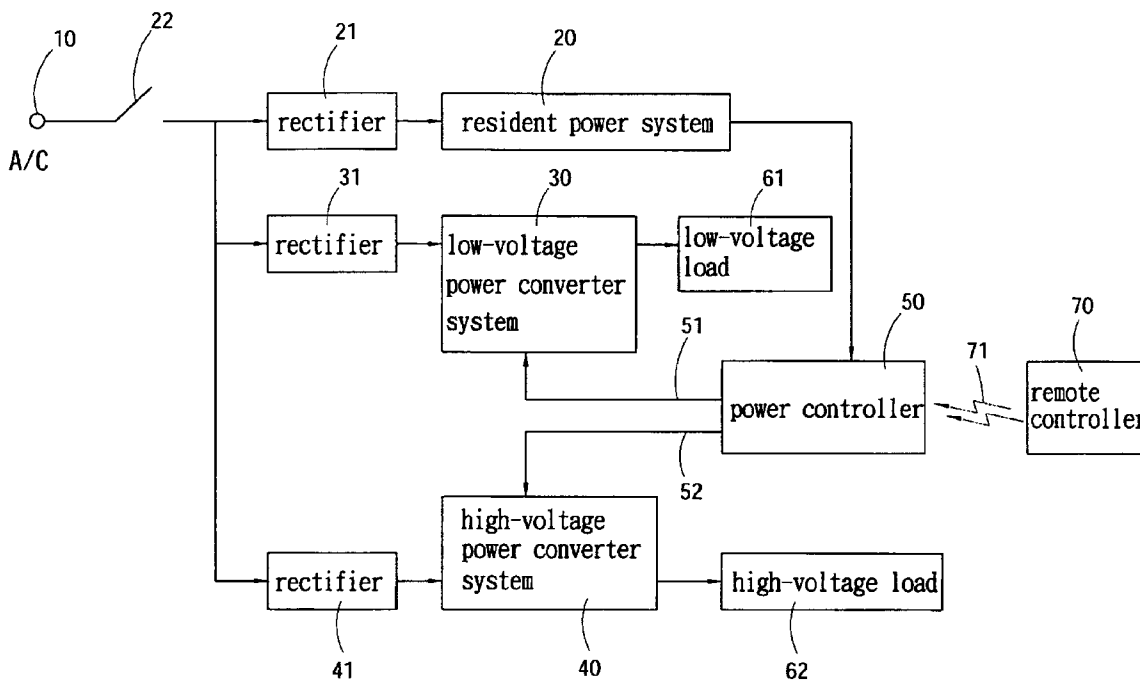 10
22
21
20
A/C
rectifier
resident power system
31
30
61
rectifier
low-voltage
power converter
system
low-voltage
load
51
50
71
70
power controller
remote
controller
52
high-voltage
power converter
system
rectifier
high-voltage load
41
40
62